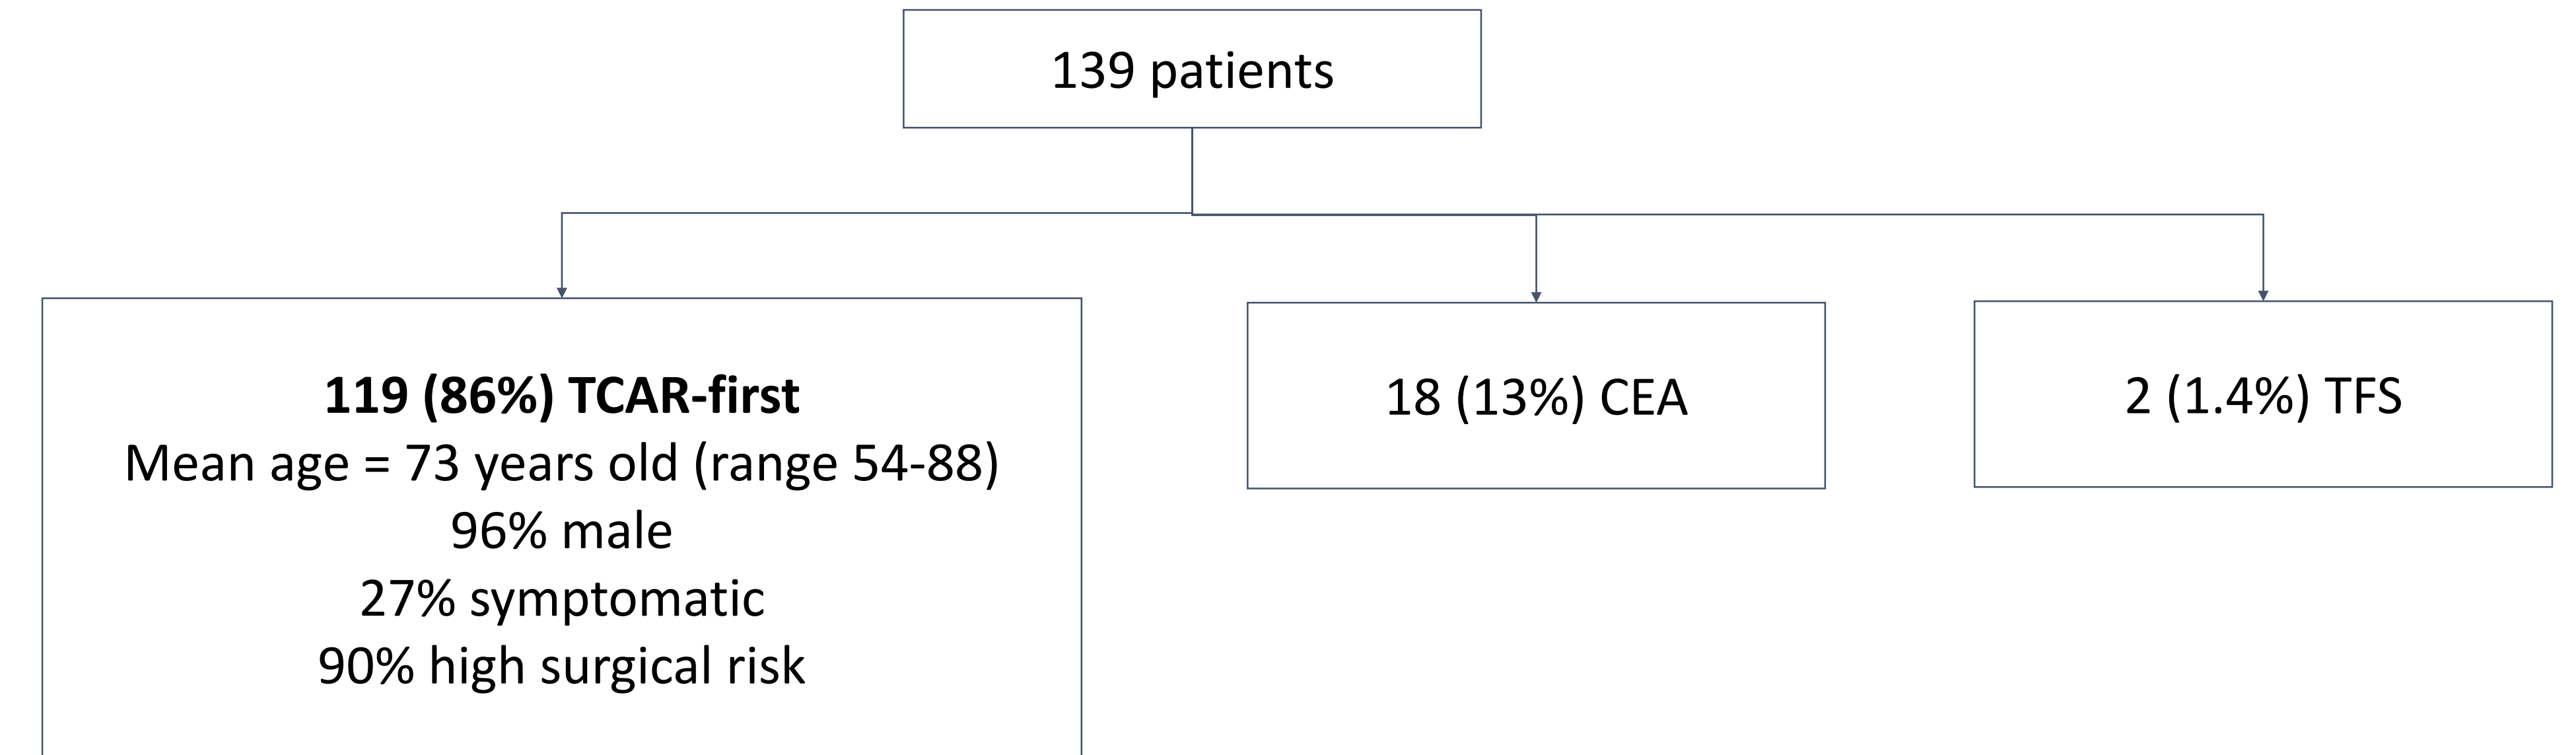 139 patients
119 (86%) TCAR-first
Mean age = 73 years old (range 54-88)
96% male
27% symptomatic
90% high surgical risk
18 (13%) CEA
2 (1.4%) TFS